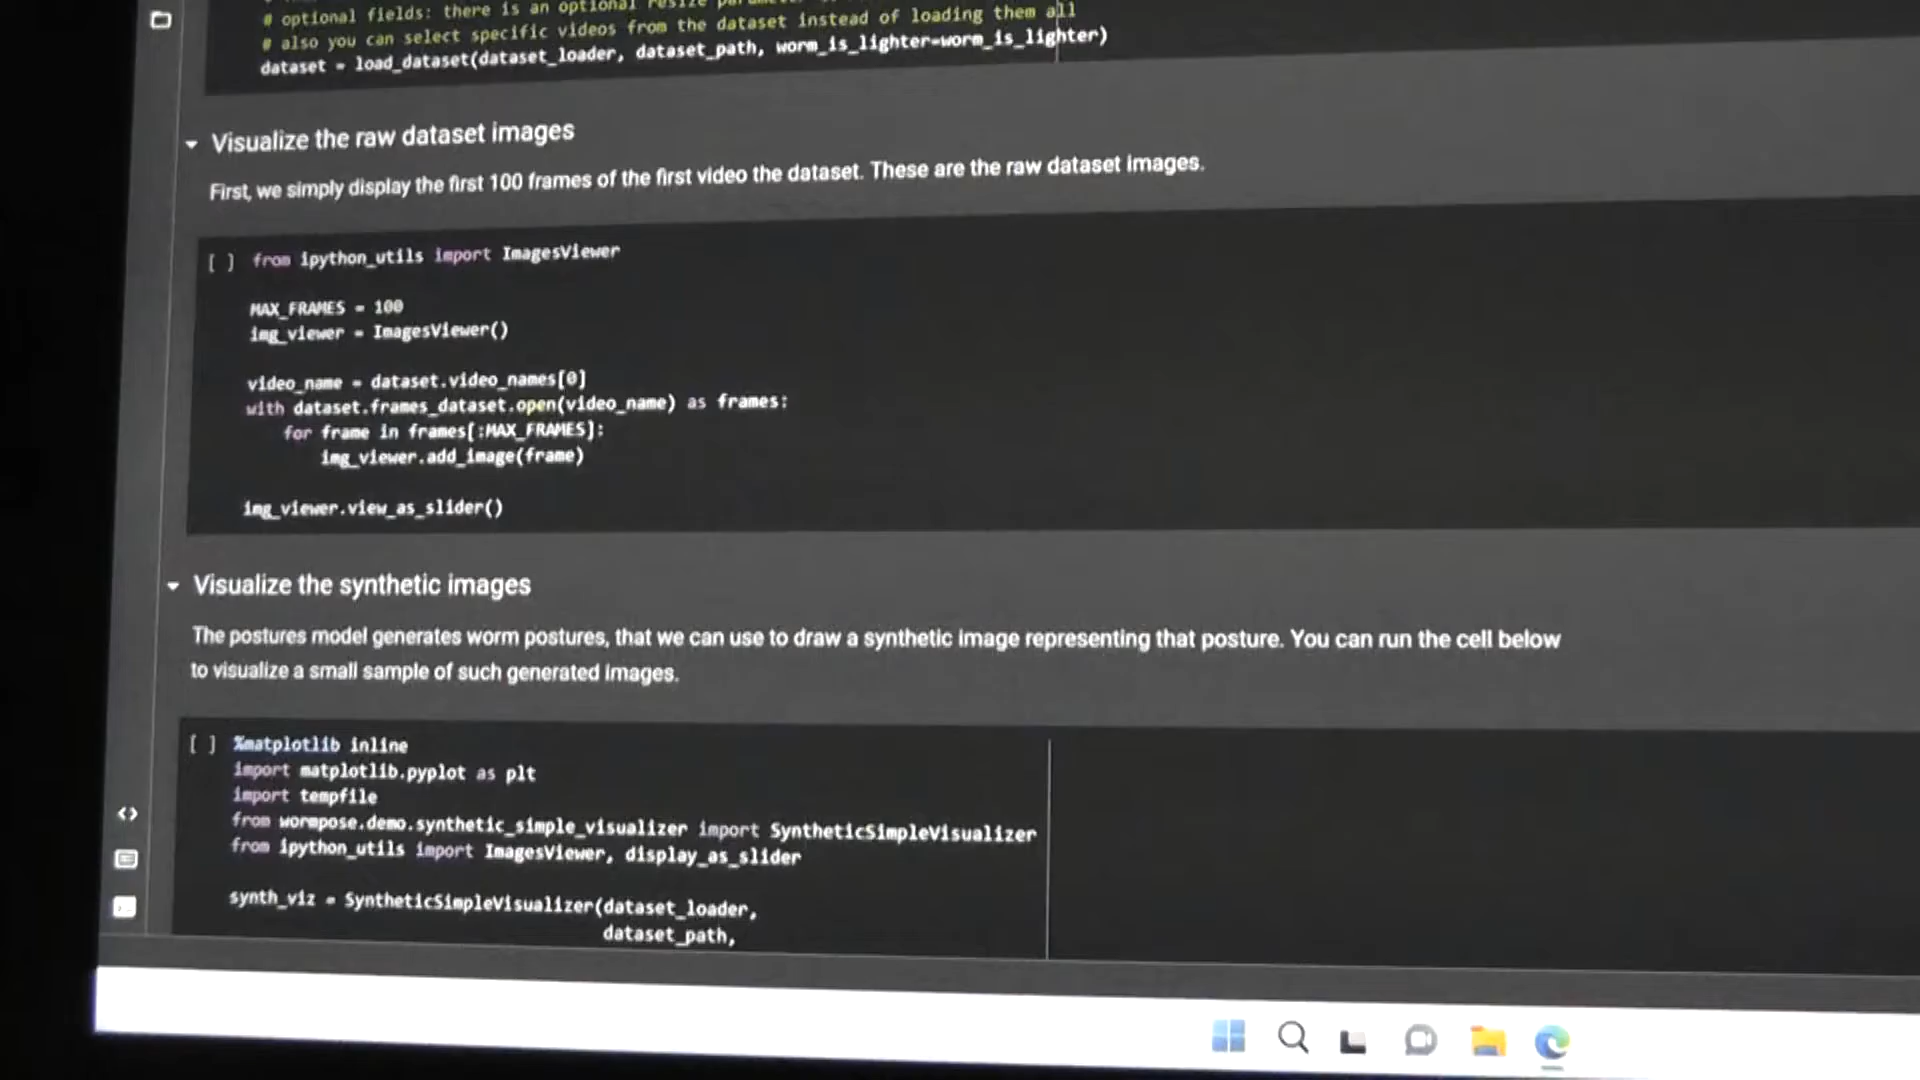 # optional fields: there is an optional resize
# also you can select specific videos from the dataset instead of loading them all
dataset = load_dataset(dataset_loader, dataset_path, worm_is_lighter=worm_is_lighter)
Visualize the raw dataset images
First, we simply display the first 100 frames of the first video the dataset. These are the raw dataset images.
[ ] from ipython_utils import ImagesViewer
MAX_FRAMES = 100
img_viewer = ImagesViewer()
video_name = dataset.video_names[0]
with dataset.frames_dataset.open(video_name) as frames:
for frame in frames[:MAX_FRAMES]:
img_viewer.add_image(frame)
img_viewer.view_as_slider()
Visualize the synthetic images
The postures model generates worm postures, that we can use to draw a synthetic image representing that posture. You can run the cell below
to visualize a small sample of such generated images.
[ ] %matplotlib inline
import matplotlib.pyplot as plt
import tempfile
from wormpose.demo.synthetic_simple_visualizer import SyntheticSimpleVisualizer
from ipython_utils import ImagesViewer, display_as_slider
synth_viz = SyntheticSimpleVisualizer(dataset_loader,
dataset_path,